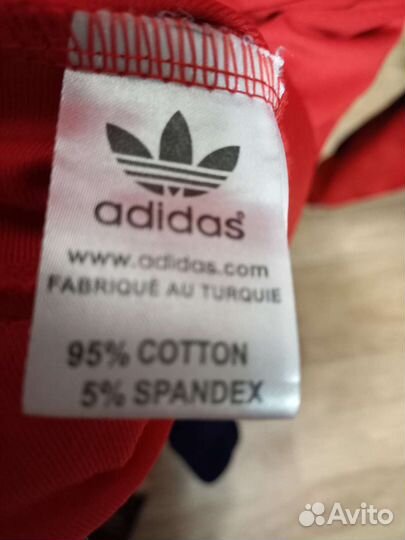 adidas
www.adidas.com
FABRIQUÉ AU TURQUIE
95% COTTON
5% SPANDEX
Avito